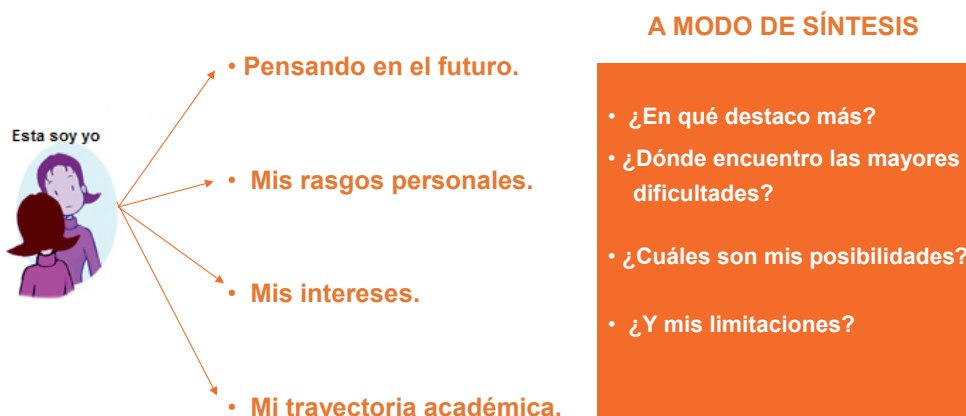 Esta soy yo
• Pensando en el futuro.
• Mis rasgos personales.
• Mis intereses.
• Mi trayectoria académica.
A MODO DE SÍNTESIS
• ¿En qué destaco más?
• ¿Dónde encuentro las mayores
dificultades?
• ¿Cuáles son mis posibilidades?
• ¿Y mis limitaciones?